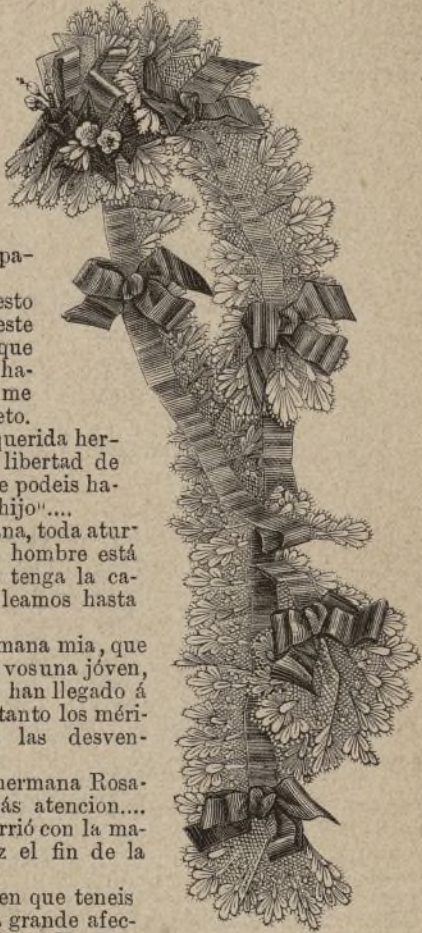 pa-
esto
este
que
ha-
me
eto.
querida her-
libertad de
e podeis ha-
hijo"....
na, toda atur-
hombre está
tenga la ca-
leamos hasta
mana mia, que
vosuna jóven,
han llegado á
tanto los méri-
las desven-
hermana Rosa-
ás atencion....
rrió con la ma-
z el fin de la
en que teneis
grande afec-